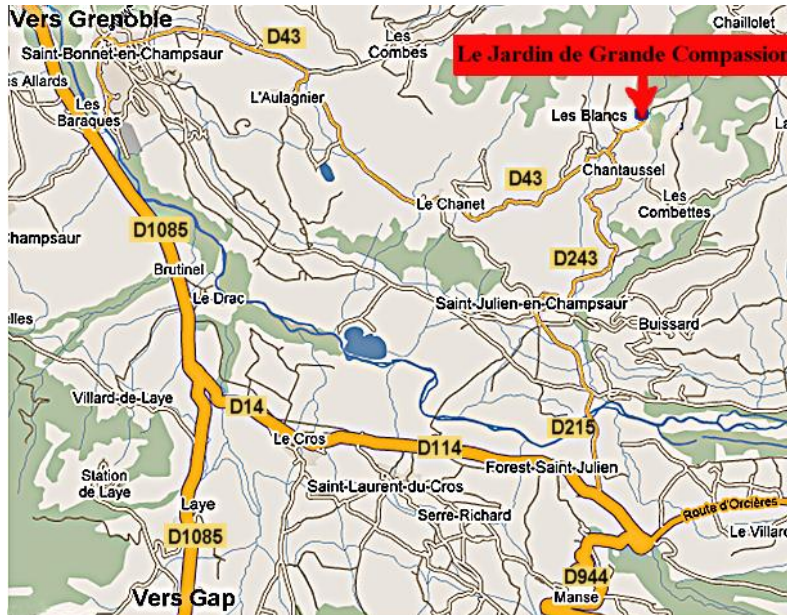 Vers Grenoble
Chaillolet
D43
Les
Combes
Saint-Bonnet-en-Champsaur
Le Jardin de Grande Compassion
es Allards
L'Aulagnier
Les
Baraques
Les Blancs
La
Chantaussel
D43
Le Chanet
Les
Combettes
D1085
Champsaur
D243
Brutinel
Le Drac
Saint-Julien-en-Champsaur
elles
Buissard
Villard-de-Laye
D14
D215
Le Cros
D114
Forest-Saint-Julien
Station
de Laye
Saint-Laurent-du-Cros
Laye
Serre-Richard
Route d'Orcières
D1085
Le Villard
D944
Vers Gap
Manse